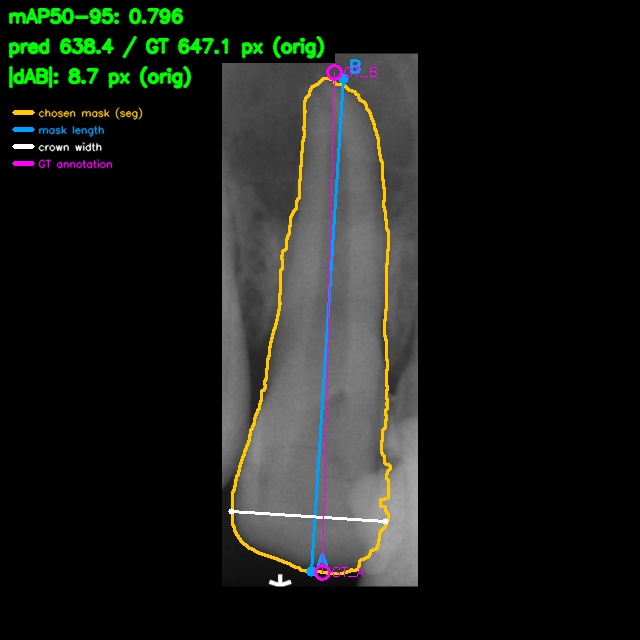 mAP50-95: 0.796
pred 638.4 / GT 647.1 px (orig)
|dAB|: 8.7 px (orig)
chosen mask (seg)
mask length
crown width
GT annotation
B
GT_B
A
GT_A